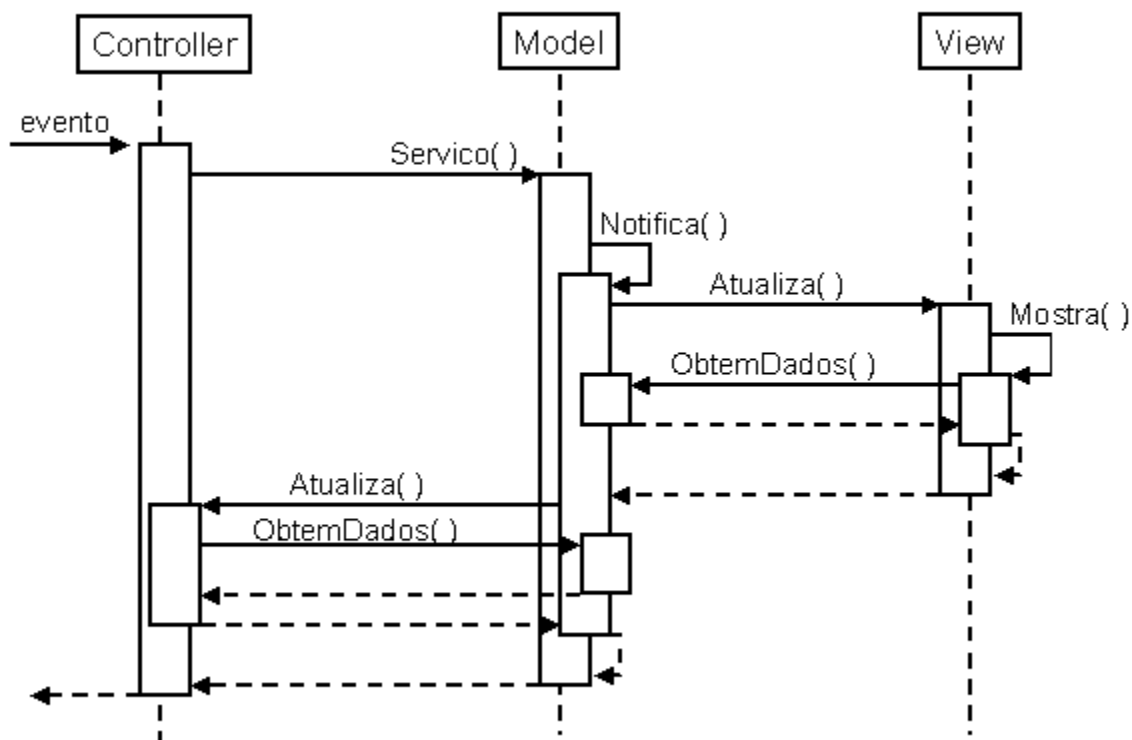 Controller
Model
View
evento
Servico( )
Notifica( )
Atualiza( )
Mostra( )
ObtemDados( )
Atualiza( )
ObtemDados( )